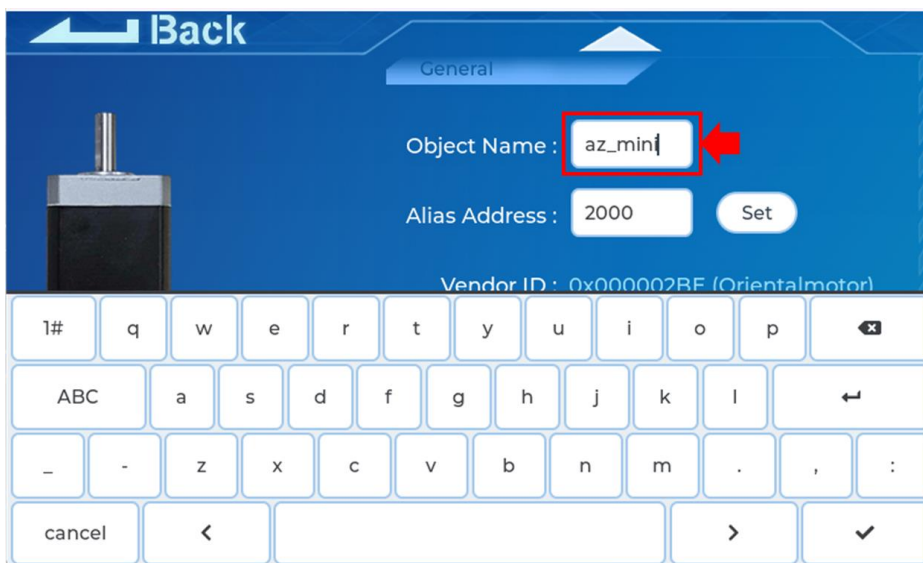 Back
General
Object Name : az_mini
Alias Address : 2000 Set
Vendor ID : 0x000002BE (Orientalmotor)
1# q w e r t y u i o p
ABC a s d f g h j k l
_ - z x c v b n m . , :
cancel